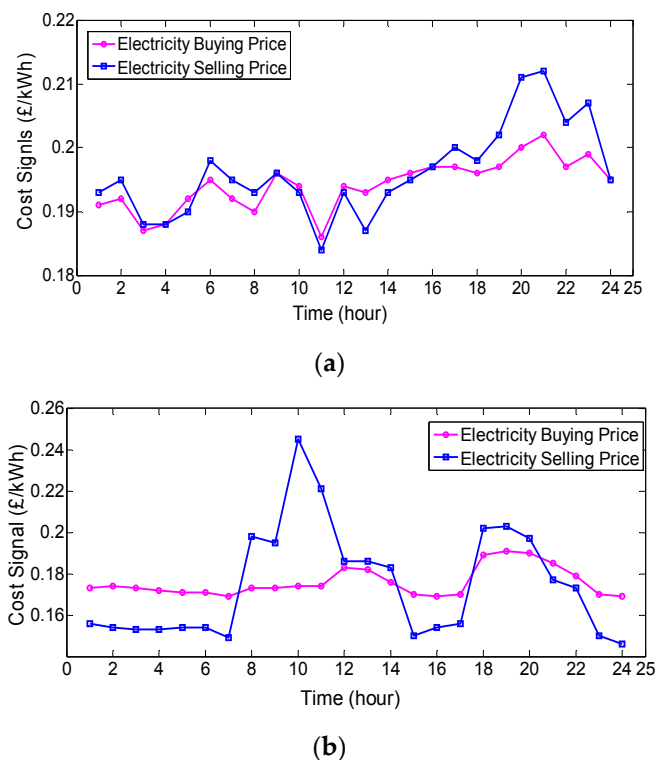 0.22
0.21
0.2
0.19
0.18
Cost Signls (£/kWh)
Electricity Buying Price
Electricity Selling Price
0 2 4 6 8 10 12 14 16 18 20 22 24 25
Time (hour)
(a)
0.26
0.24
0.22
0.2
0.18
0.16
Cost Signal (£/kWh)
Electricity Buying Price
Electricity Selling Price
0 2 4 6 8 10 12 14 16 18 20 22 24 25
Time (hour)
(b)